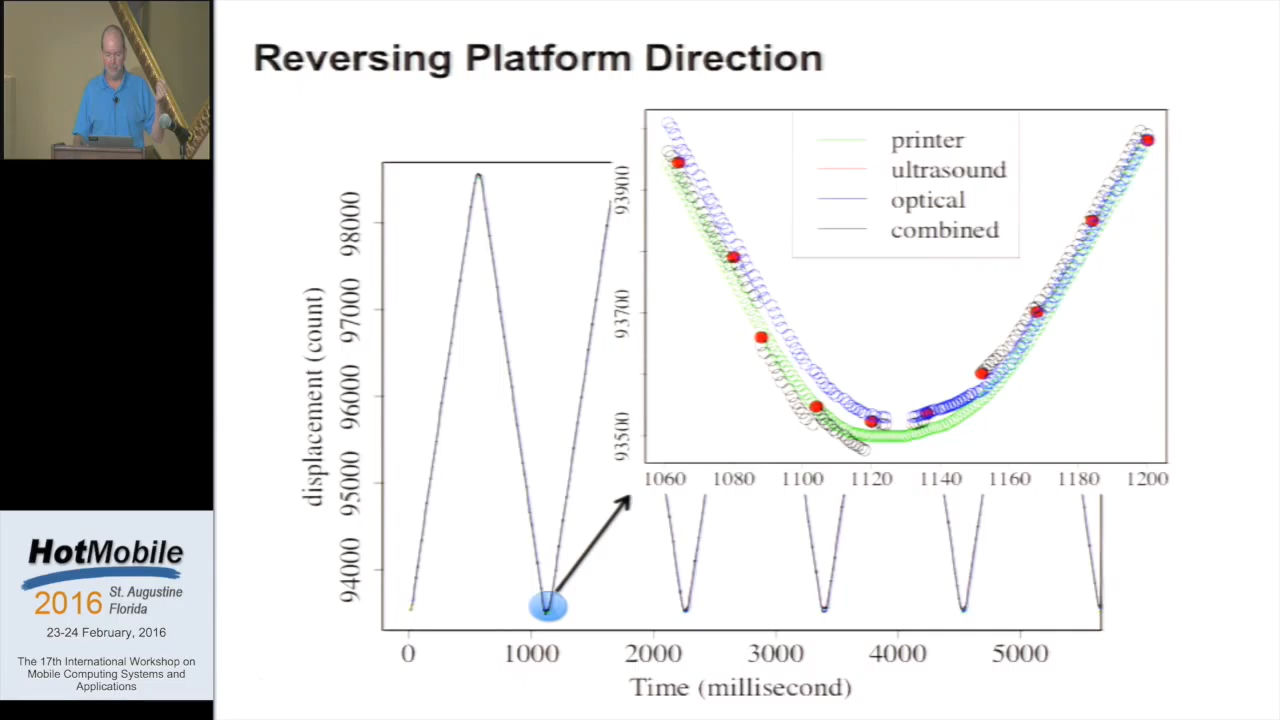 Reversing Platform Direction
printer
ultrasound
optical
combined
93900
93700
93500
1060 1080 1100 1120 1140 1160 1180 1200
displacement (count)
98000
97000
96000
95000
94000
0 1000 2000 3000 4000 5000
Time (millisecond)
HotMobile
2016 St. Augustine
Florida
23-24 February, 2016
The 17th International Workshop on
Mobile Computing Systems and
Applications